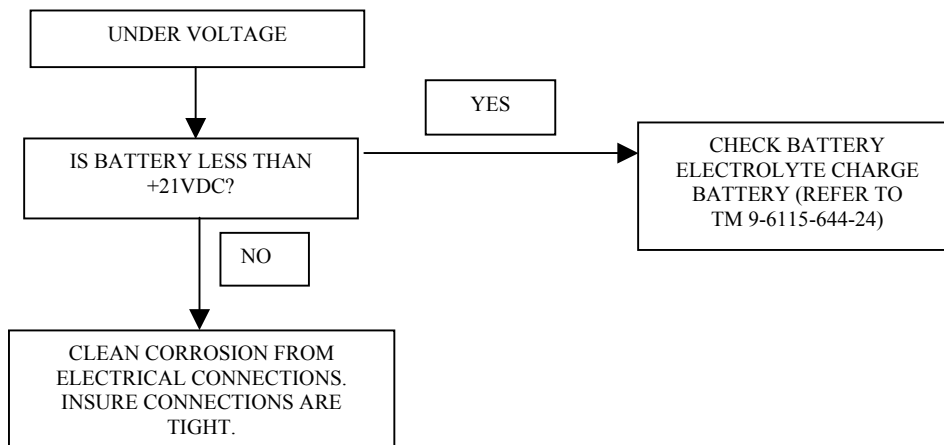 UNDER VOLTAGE
YES
IS BATTERY LESS THAN
+21VDC?
CHECK BATTERY
ELECTROLYTE CHARGE
BATTERY (REFER TO
TM 9-6115-644-24)
NO
CLEAN CORROSION FROM
ELECTRICAL CONNECTIONS.
INSURE CONNECTIONS ARE
TIGHT.